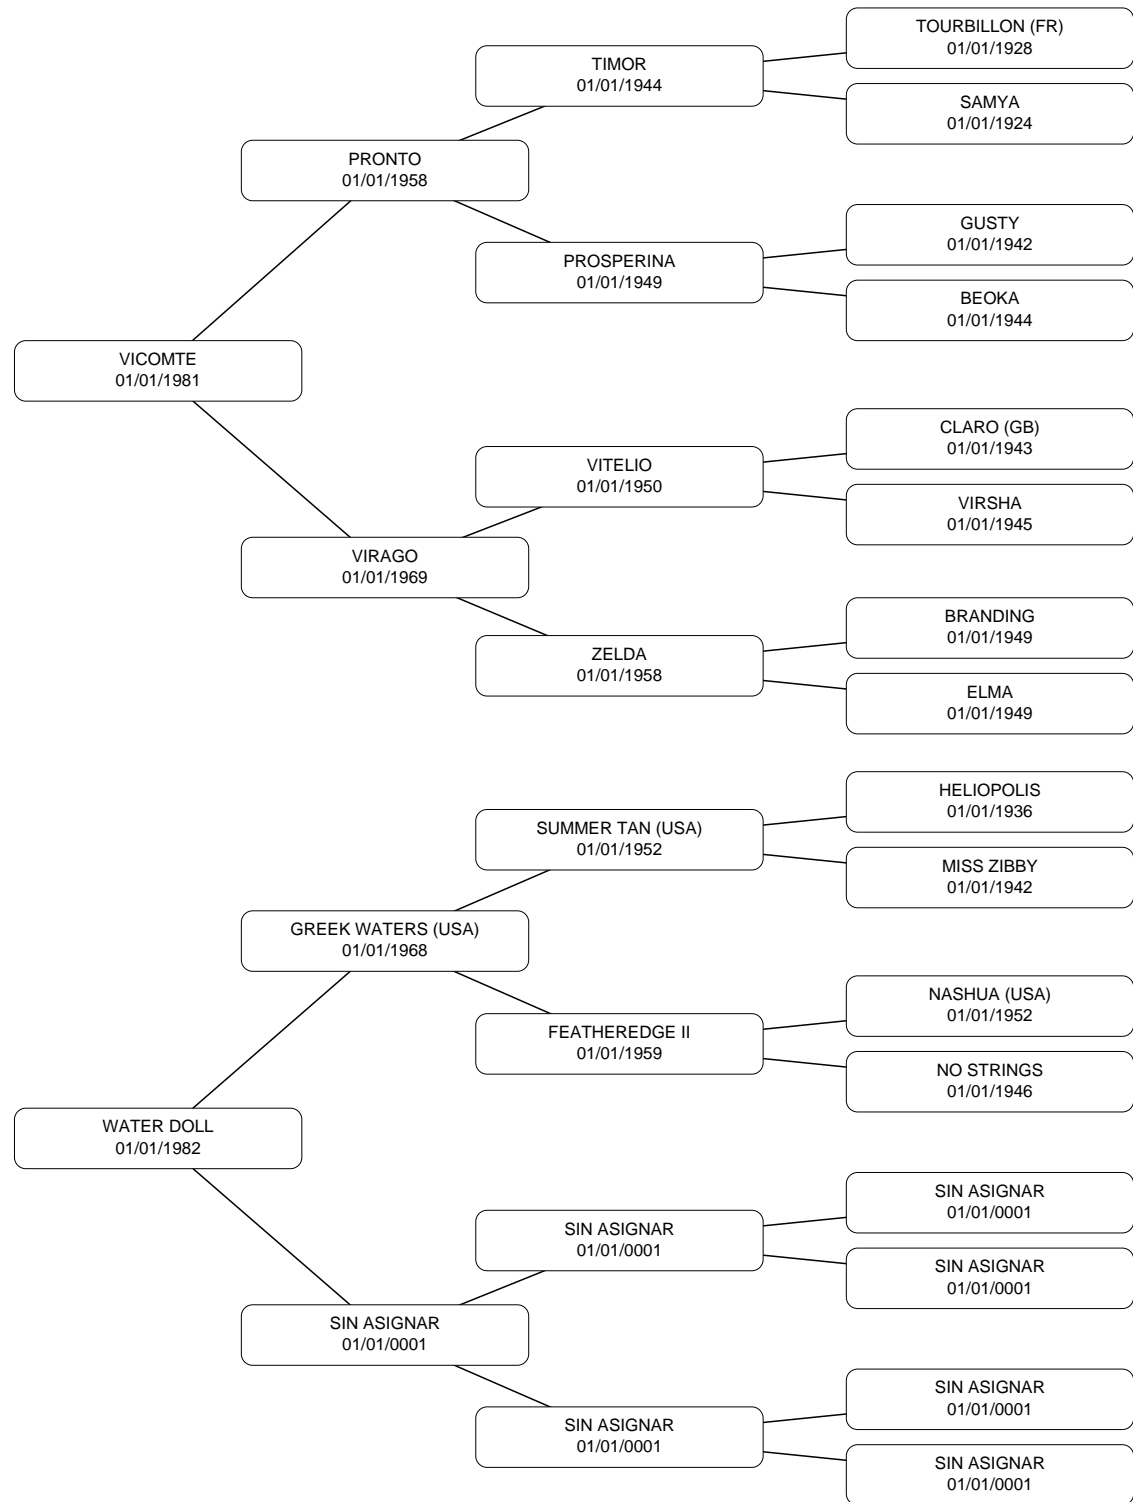 TOURBILLON (FR)
01/01/1928
TIMOR
01/01/1944
SAMYA
01/01/1924
PRONTO
01/01/1958
GUSTY
01/01/1942
PROSPERINA
01/01/1949
BEOKA
01/01/1944
VICOMTE
01/01/1981
CLARO (GB)
01/01/1943
VITELIO
01/01/1950
VIRSHA
01/01/1945
VIRAGO
01/01/1969
BRANDING
01/01/1949
ZELDA
01/01/1958
ELMA
01/01/1949
HELIOPOLIS
01/01/1936
SUMMER TAN (USA)
01/01/1952
MISS ZIBBY
01/01/1942
GREEK WATERS (USA)
01/01/1968
NASHUA (USA)
01/01/1952
FEATHEREDGE II
01/01/1959
NO STRINGS
01/01/1946
WATER DOLL
01/01/1982
SIN ASIGNAR
01/01/0001
SIN ASIGNAR
01/01/0001
SIN ASIGNAR
01/01/0001
SIN ASIGNAR
01/01/0001
SIN ASIGNAR
01/01/0001
SIN ASIGNAR
01/01/0001
SIN ASIGNAR
01/01/0001